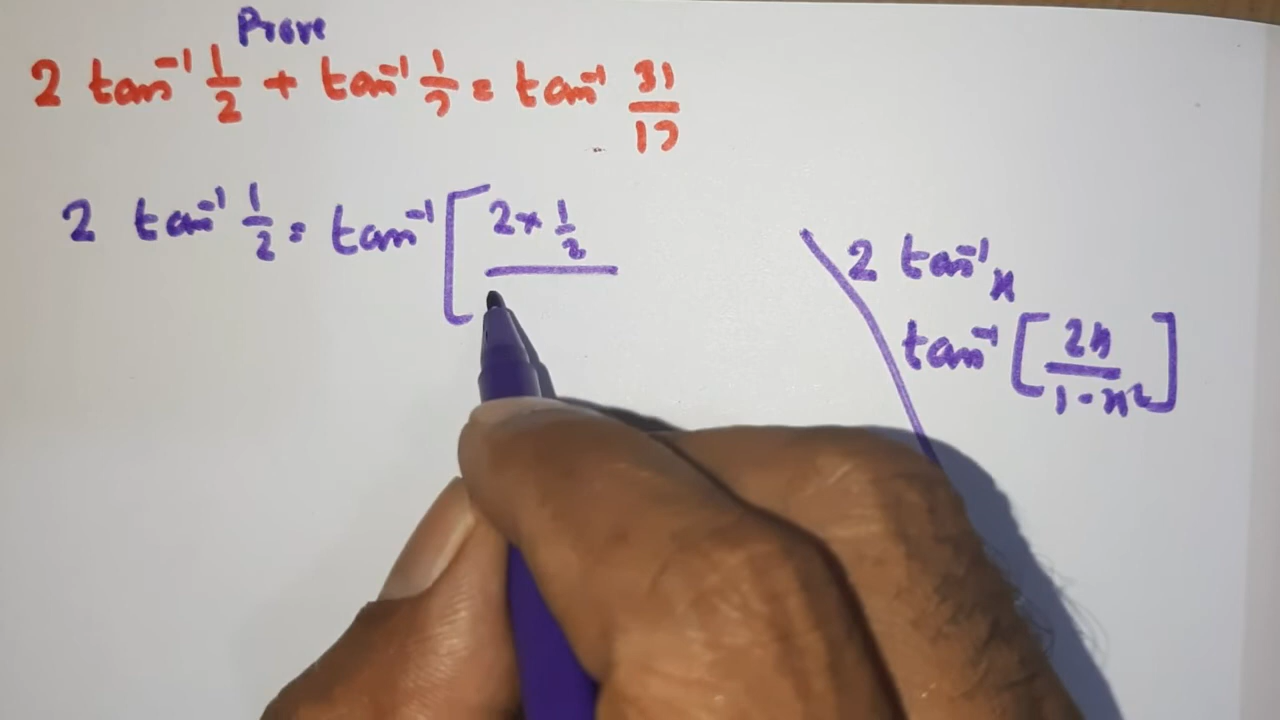 Prove
2 tan⁻¹ 1/2 + tan⁻¹ 1/7 = tan⁻¹ 31/17
2 tan⁻¹ 1/2 = tan⁻¹ [ 2 × 1/2
2 tan⁻¹ x
tan⁻¹ [ 2x / 1 - x² ]